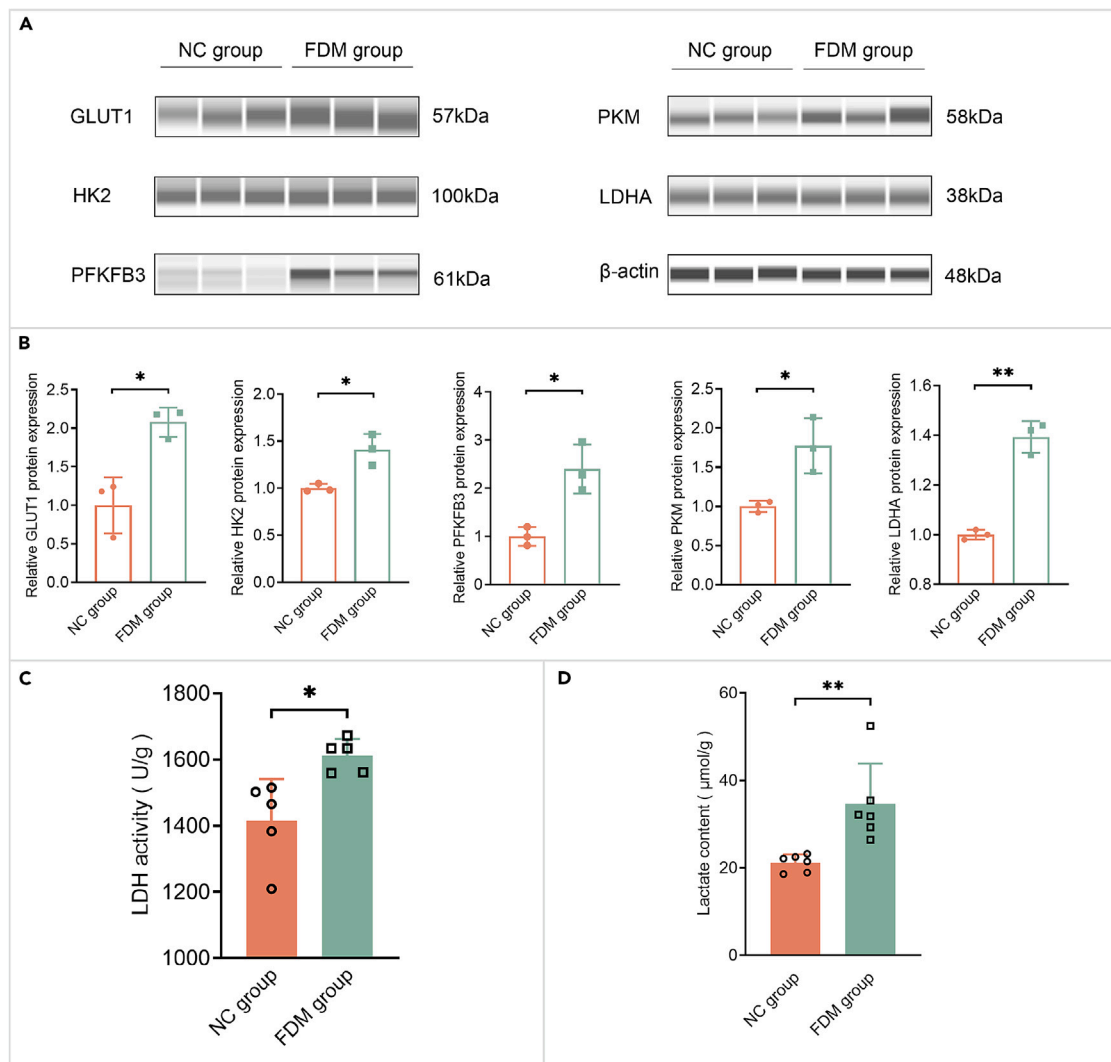 A
NC group FDM group
GLUT1 57kDa
HK2 100kDa
PFKFB3 61kDa
NC group FDM group
PKM 58kDa
LDHA 38kDa
β-actin 48kDa
B
Relative GLUT1 protein expression
2.5
2.0
1.5
1.0
0.5
0.0
*
NC group
FDM group
Relative HK2 protein expression
2.0
1.5
1.0
0.5
0.0
*
NC group
FDM group
Relative PFKFB3 protein expression
4
3
2
1
0
*
NC group
FDM group
Relative PKM protein expression
2.5
2.0
1.5
1.0
0.5
0.0
*
NC group
FDM group
Relative LDHA protein expression
1.6
1.4
1.2
1.0
0.8
**
NC group
FDM group
C
LDH activity ( U/g )
1800
1600
1400
1200
1000
*
NC group
FDM group
D
Lactate content ( μmol/g )
60
40
20
0
**
NC group
FDM group